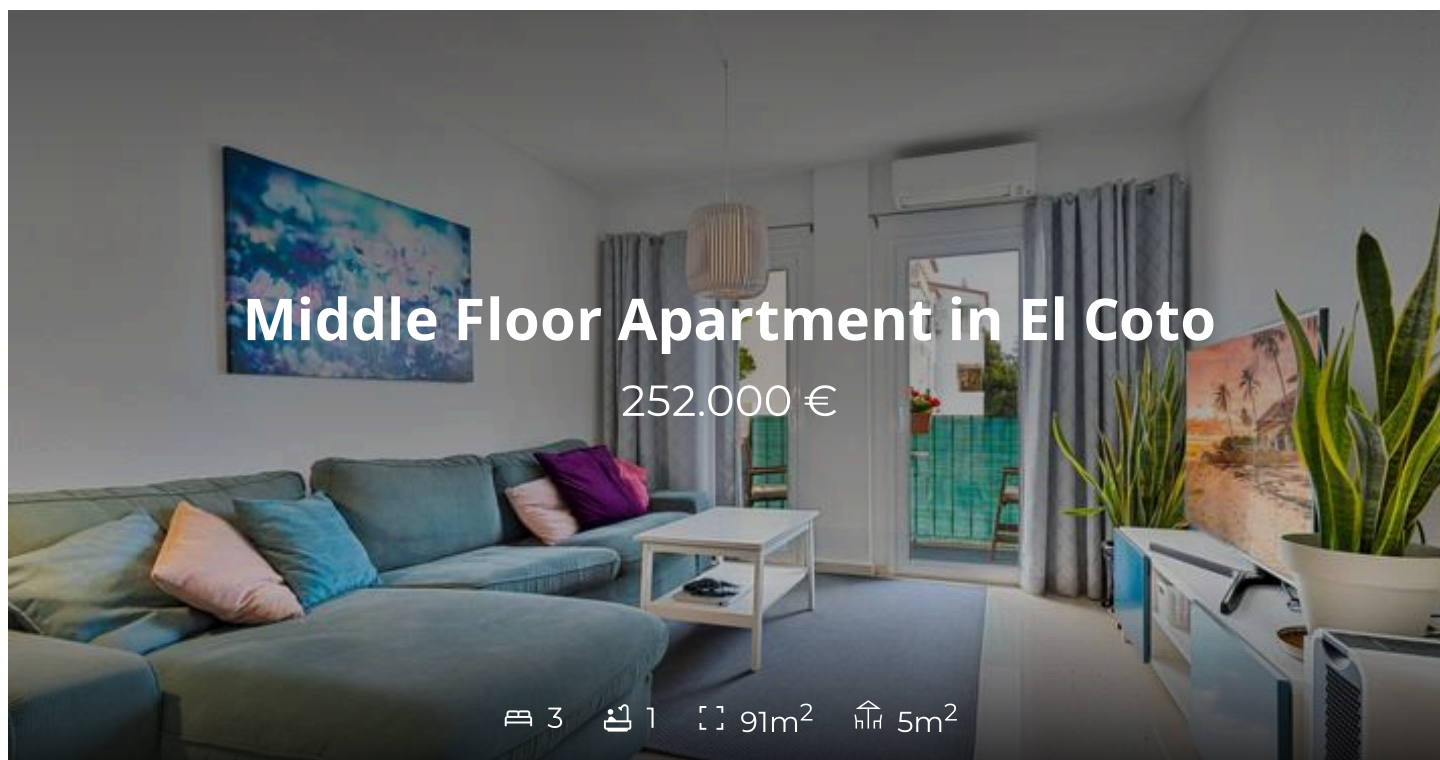 Middle Floor Apartment in El Coto
252.000 €
3 1 91m² 5m²